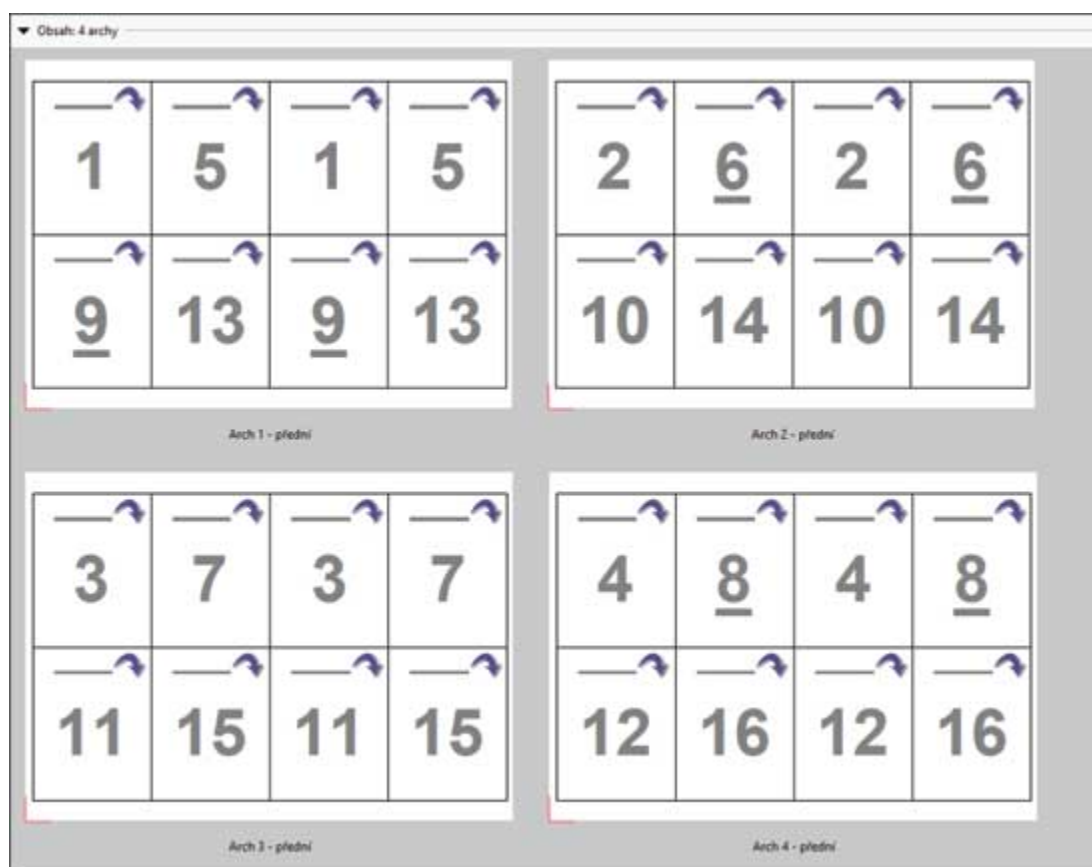 Obsah: 4 archy
1 5 1 5
9 13 9 13
Arch 1 - přední
2 6 2 6
10 14 10 14
Arch 2 - přední
3 7 3 7
11 15 11 15
Arch 3 - přední
4 8 4 8
12 16 12 16
Arch 4 - přední